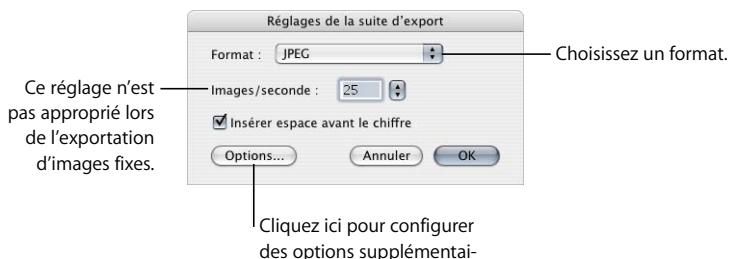 Réglages de la suite d'export
Format : JPEG
Choisissez un format.
Ce réglage n'est
pas approprié lors
de l'exportation
d'images fixes.
Images/seconde : 25
Insérer espace avant le chiffre
Options... Annuler OK
Cliquez ici pour configurer
des options supplémentai-